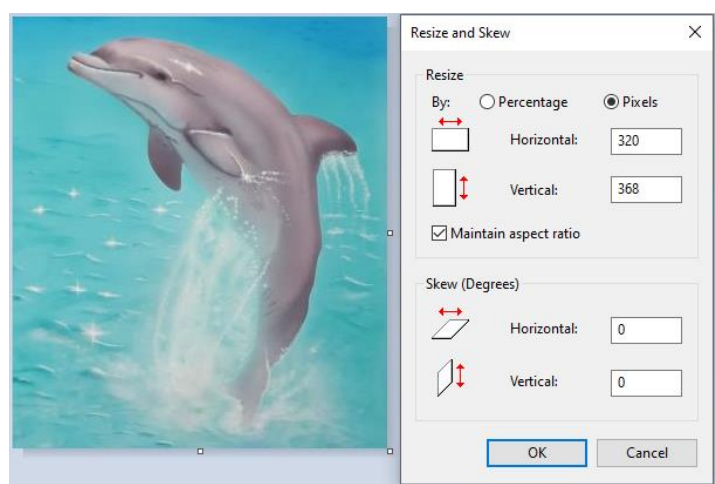 Resize and Skew
Resize
By: Percentage Pixels
Horizontal: 320
Vertical: 368
Maintain aspect ratio
Skew (Degrees)
Horizontal: 0
Vertical: 0
OK Cancel